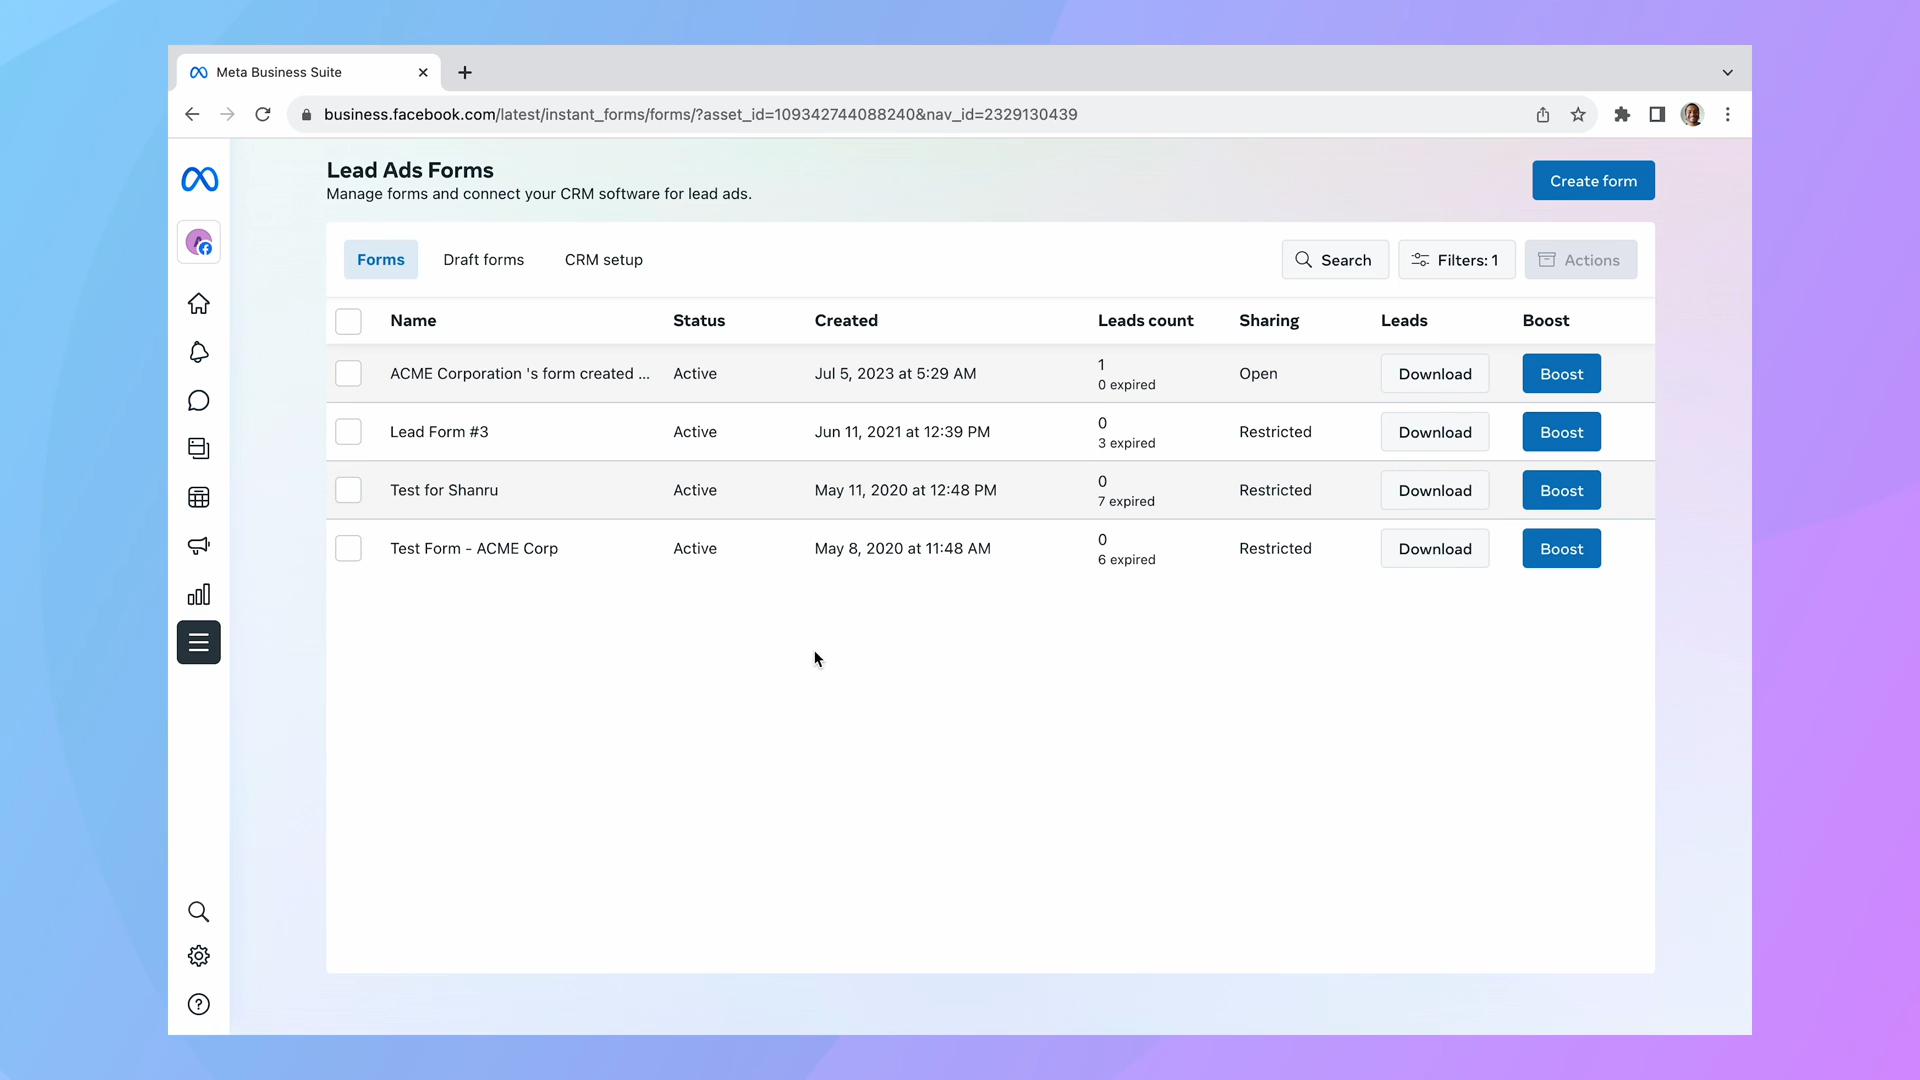 Meta Business Suite
business.facebook.com/latest/instant_forms/forms/?asset_id=109342744088240&nav_id=2329130439
Lead Ads Forms
Manage forms and connect your CRM software for lead ads.
Create form
Forms Draft forms CRM setup Search Filters: 1 Actions
Name Status Created Leads count Sharing Leads Boost
ACME Corporation 's form created ... Active Jul 5, 2023 at 5:29 AM 1 Open Download Boost
0 expired
Lead Form #3 Active Jun 11, 2021 at 12:39 PM 0 Restricted Download Boost
3 expired
Test for Shanru Active May 11, 2020 at 12:48 PM 0 Restricted Download Boost
7 expired
Test Form - ACME Corp Active May 8, 2020 at 11:48 AM 0 Restricted Download Boost
6 expired